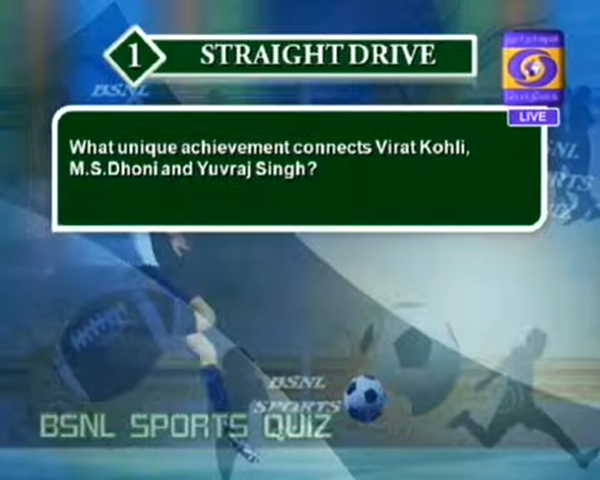 1
STRAIGHT DRIVE
BSNL
LIVE
What unique achievement connects Virat Kohli,
M.S.Dhoni and Yuvraj Singh?
BSNL
SPORTS
BSNL SPORTS QUIZ